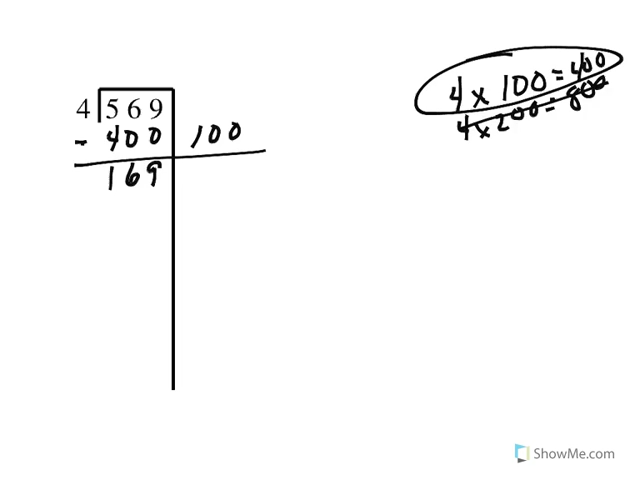 4 x 100 = 400
4 x 200 = 800
4 569
- 400 100
169
ShowMe.com